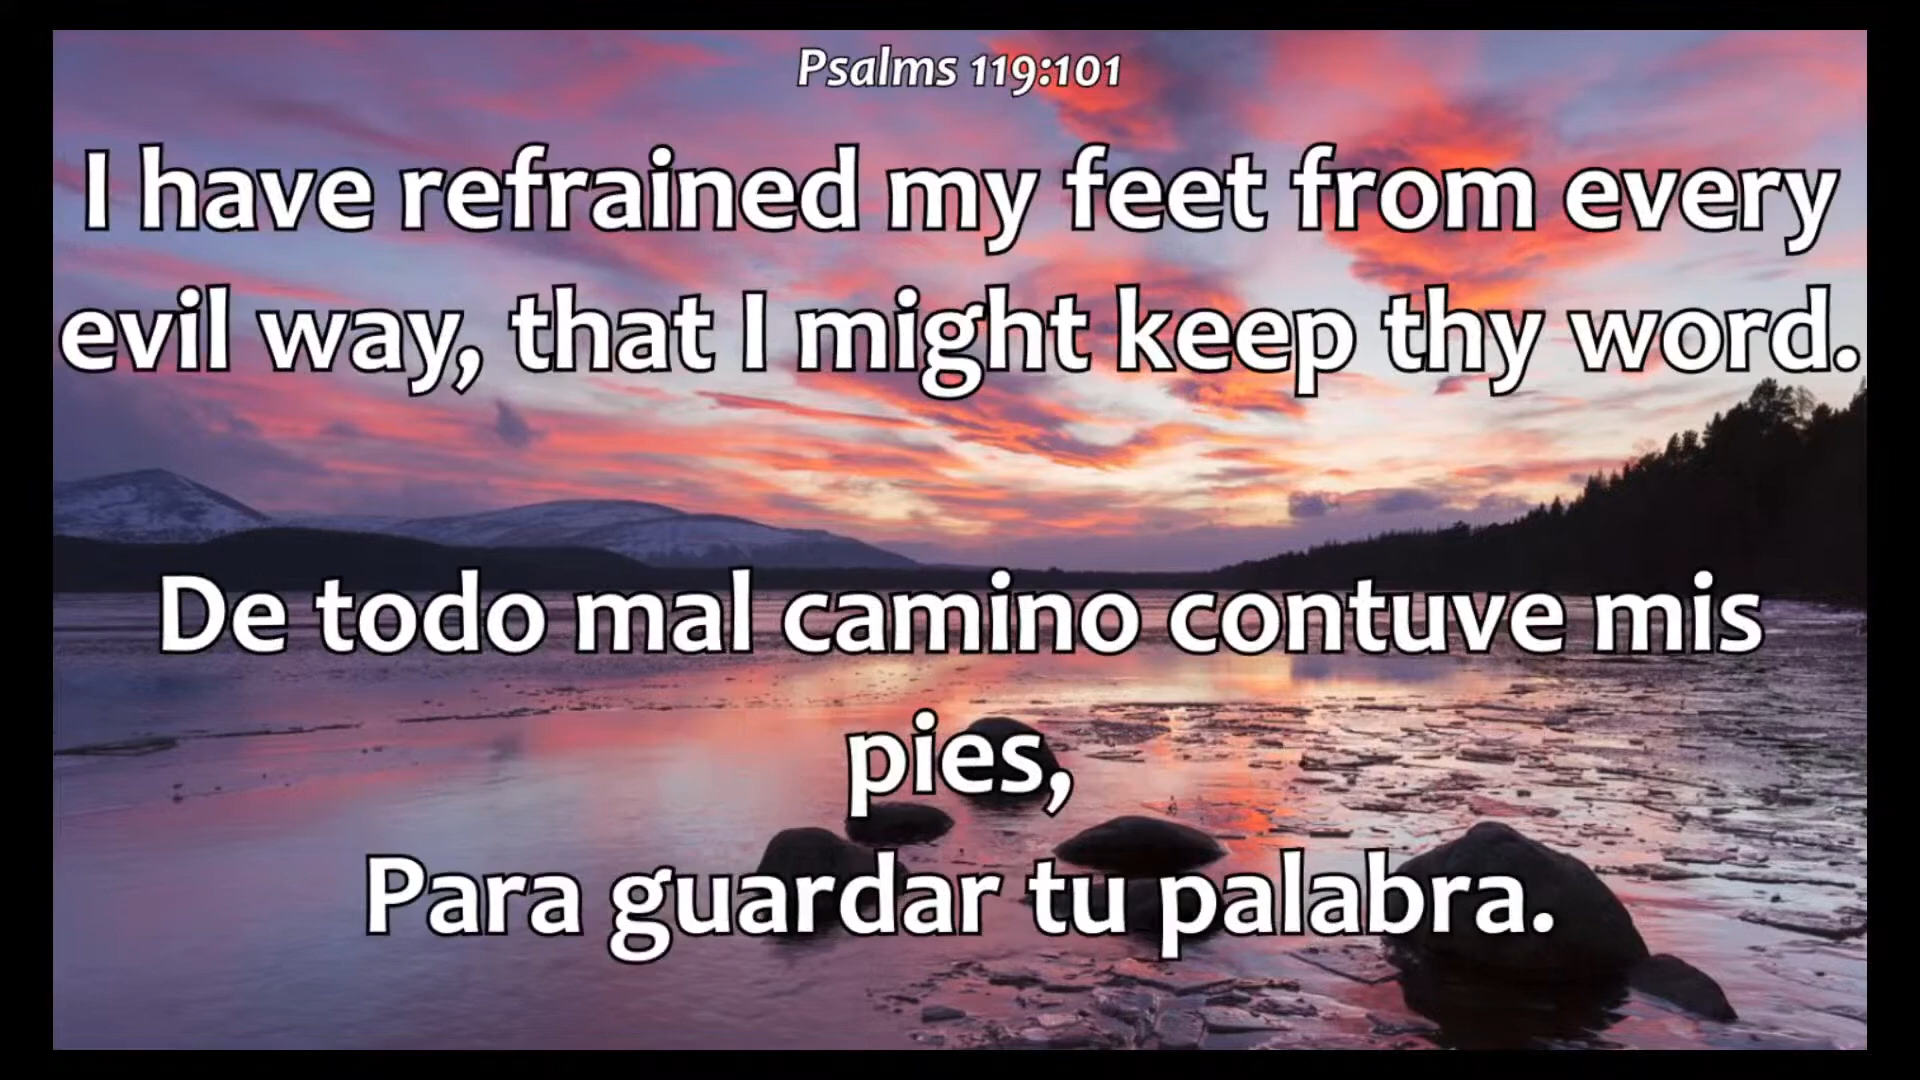 Psalms 119:101
I have refrained my feet from every
evil way, that I might keep thy word.
De todo mal camino contuve mis
pies,
Para guardar tu palabra.